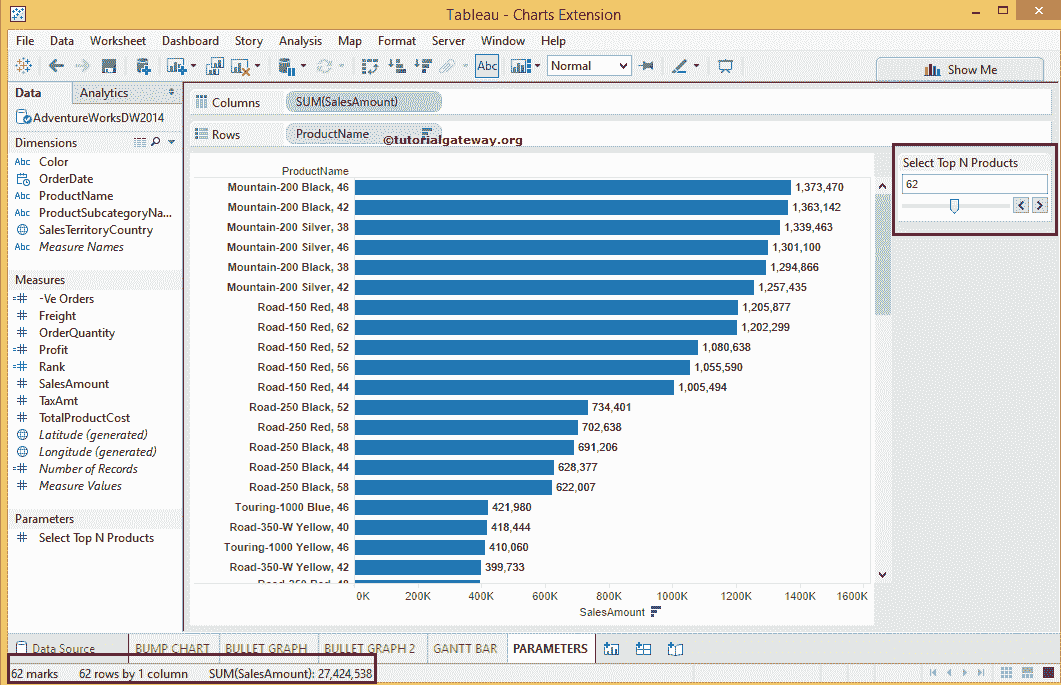 Tableau - Charts Extension
File Data Worksheet Dashboard Story Analysis Map Format Server Window Help
Abc Normal Show Me
Data Analytics
AdventureWorksDW2014
Dimensions
Abc Color
OrderDate
Abc ProductName
Abc ProductSubcategoryNa...
SalesTerritoryCountry
Abc Measure Names
Measures
-Ve Orders
Freight
OrderQuantity
Profit
Rank
SalesAmount
TaxAmt
TotalProductCost
Latitude (generated)
Longitude (generated)
Number of Records
Measure Values
Parameters
Select Top N Products
Columns SUM(SalesAmount)
Rows ProductName
©tutorialgateway.org
ProductName
Mountain-200 Black, 46 1,373,470
Mountain-200 Black, 42 1,363,142
Mountain-200 Silver, 38 1,339,463
Mountain-200 Silver, 46 1,301,100
Mountain-200 Black, 38 1,294,866
Mountain-200 Silver, 42 1,257,435
Road-150 Red, 48 1,205,877
Road-150 Red, 62 1,202,299
Road-150 Red, 52 1,080,638
Road-150 Red, 56 1,055,590
Road-150 Red, 44 1,005,494
Road-250 Black, 52 734,401
Road-250 Red, 58 702,638
Road-250 Black, 48 691,206
Road-250 Black, 44 628,377
Road-250 Black, 58 622,007
Touring-1000 Blue, 46 421,980
Road-350-W Yellow, 40 418,444
Touring-1000 Yellow, 46 410,060
Road-350-W Yellow, 42 399,733
0K 200K 400K 600K 800K 1000K 1200K 1400K 1600K
SalesAmount
Select Top N Products
62
Data Source BUMP CHART BULLET GRAPH BULLET GRAPH 2 GANTT BAR PARAMETERS
62 marks 62 rows by 1 column SUM(SalesAmount): 27,424,538